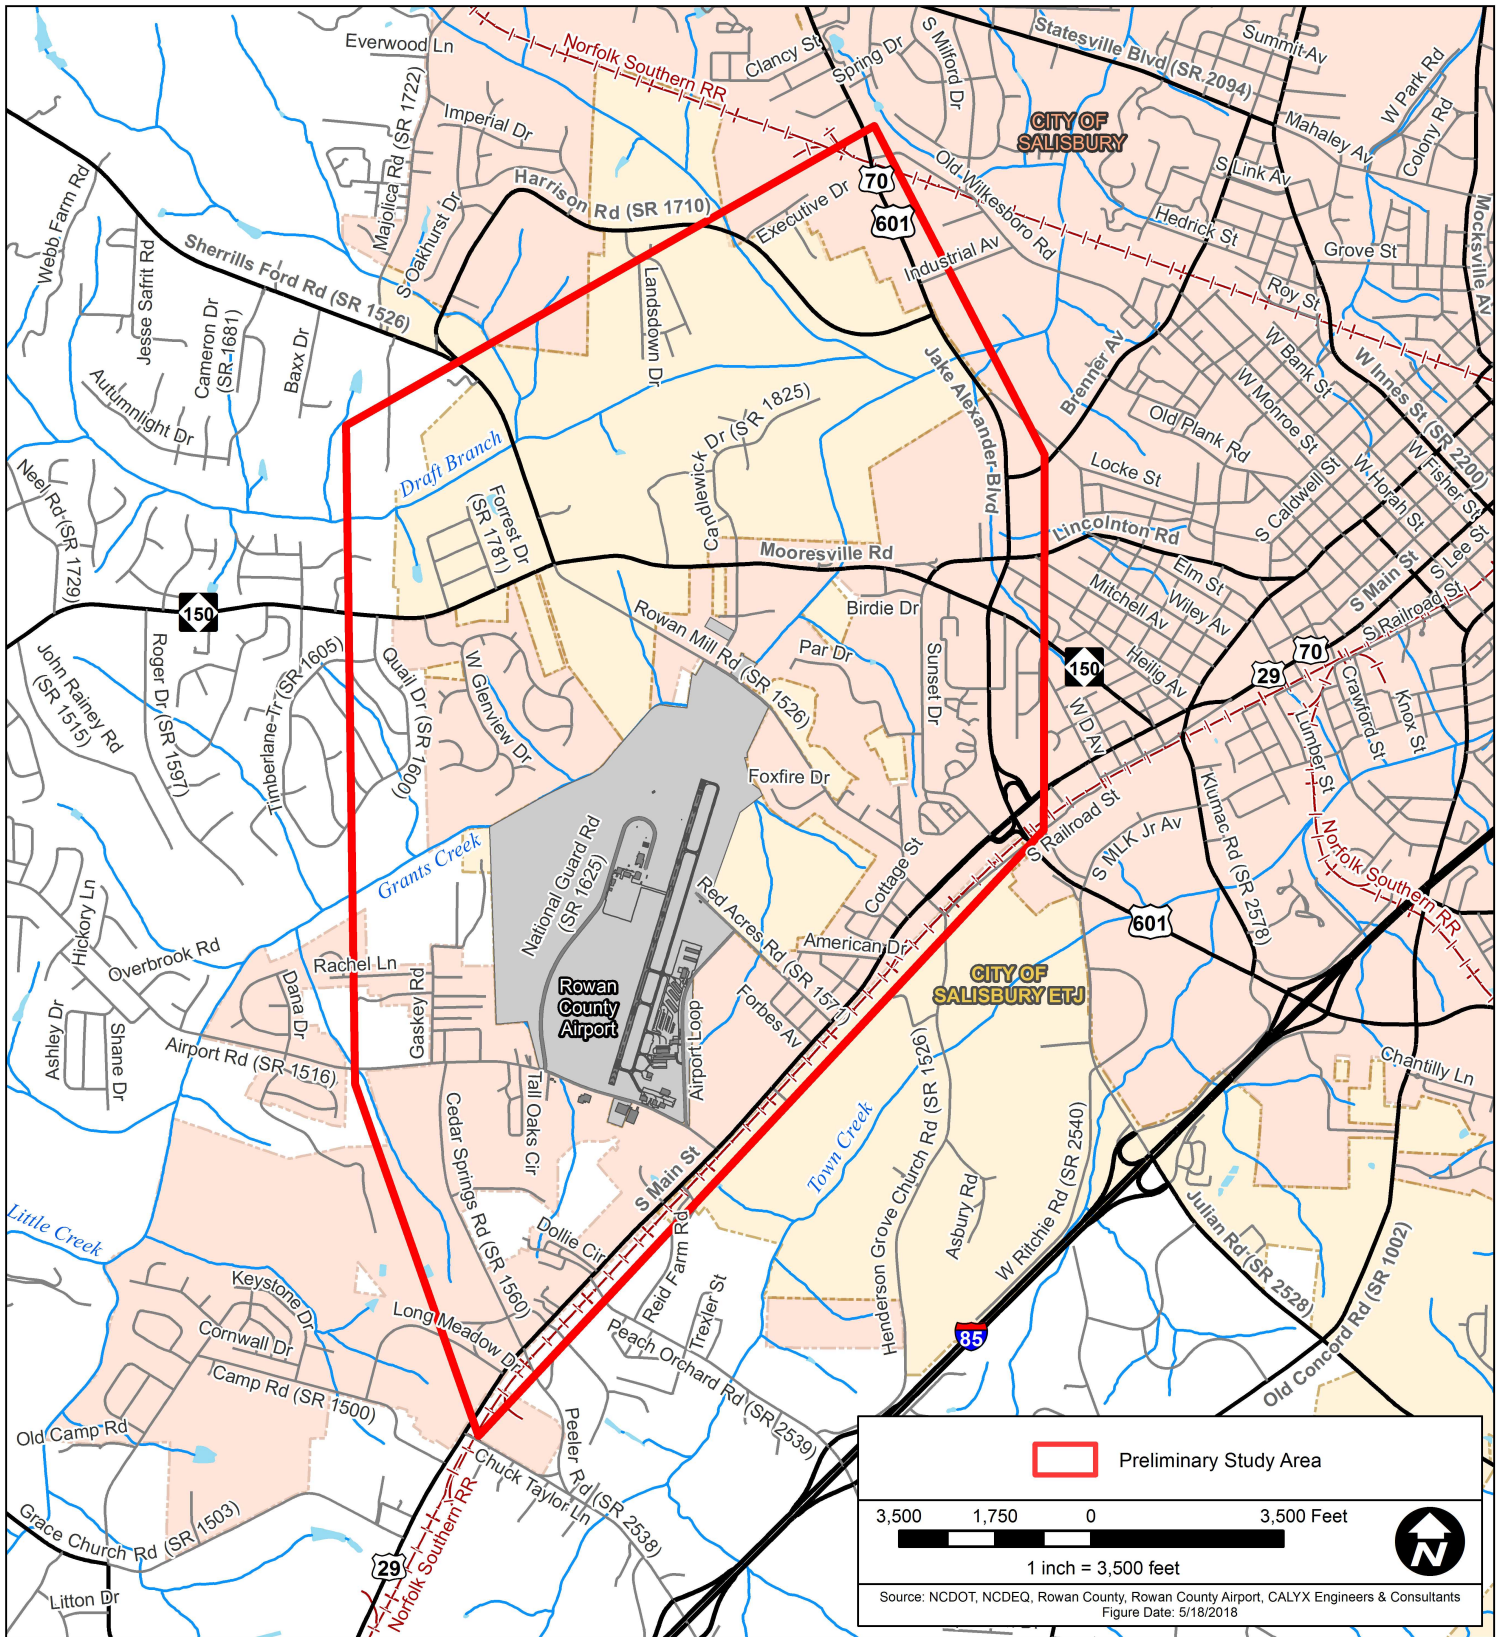 Everwood Ln
Norfolk Southern RR
Clancy St
Spring Dr
S Milford Dr
Statesville Blvd (SR 2094)
Summit Av
W Park Rd
Colony Rd
Mahaley Av
Majolica Rd (SR 1722)
Imperial Dr
CITY OF
SALISBURY
S Link Av
Mocksville Av
Webb Farm Rd
Harrison Rd (SR 1710)
70
Old Wilkesboro Rd
Executive Dr
601
Hedrick St
Grove St
S Oakhurst Dr
Sherrills Ford Rd (SR 1526)
Jesse Safrit Rd
Industrial Av
Landsdown Dr
Roy St
Cameron Dr
(SR 1681)
Baxx Dr
Jake Alexander Blvd
Brenner Av
W Bank St
W Innes St (SR 2200)
W Monroe St
Autumnlight Dr
Candlewick Dr (SR 1825)
Old Plank Rd
Draft Branch
Locke St
W Fisher St
W Horah St
S Caldwell St
Neel Rd (SR 1729)
Forrest Dr
(SR 1781)
Mooresville Rd
Lincolnton Rd
S Lee St
S Main St
S Railroad St
Elm St
Wiley Av
Mitchell Av
Heilig Av
150
Rowan Mill Rd (SR 1526)
Birdie Dr
Par Dr
Sunset Dr
150
29
70
W D Av
Roger Dr (SR 1597)
John Rainey Rd
(SR 1515)
Timberlane Tr (SR 1605)
Quail Dr (SR 1600)
W Glenview Dr
Lumber St
Crawford St
Knox St
Foxfire Dr
Klumac Rd (SR 2578)
S Railroad St
S MLK Jr Av
Norfolk Southern RR
Grants Creek
National Guard Rd
(SR 1625)
Cottage St
Red Acres Rd (SR 1571)
American Dr
601
Hickory Ln
Overbrook Rd
Rachel Ln
Dana Dr
Gaskey Rd
Rowan
County
Airport
Forbes Av
CITY OF
SALISBURY ETJ
Ashley Dr
Shane Dr
Airport Rd (SR 1516)
Airport Loop
Tall Oaks Cir
Cedar Springs Rd (SR 1560)
Chantilly Ln
Town Creek
Henderson Grove Church Rd (SR 1526)
W Ritchie Rd (SR 2540)
Asbury Rd
S Main St
Little Creek
Dollie Cir
Reid Farm Rd
Trexler St
Julian Rd (SR 2528)
Old Concord Rd (SR 1002)
Keystone Dr
Cornwall Dr
Long Meadow Dr
Peach Orchard Rd (SR 2539)
85
Camp Rd (SR 1500)
Old Camp Rd
Peeler Rd (SR 2538)
Chuck Taylor Ln
Grace Church Rd (SR 1503)
29
Norfolk Southern RR
Litton Dr
Preliminary Study Area
3,500 1,750 0 3,500 Feet
1 inch = 3,500 feet
N
Source: NCDOT, NCDEQ, Rowan County, Rowan County Airport, CALYX Engineers & Consultants
Figure Date: 5/18/2018